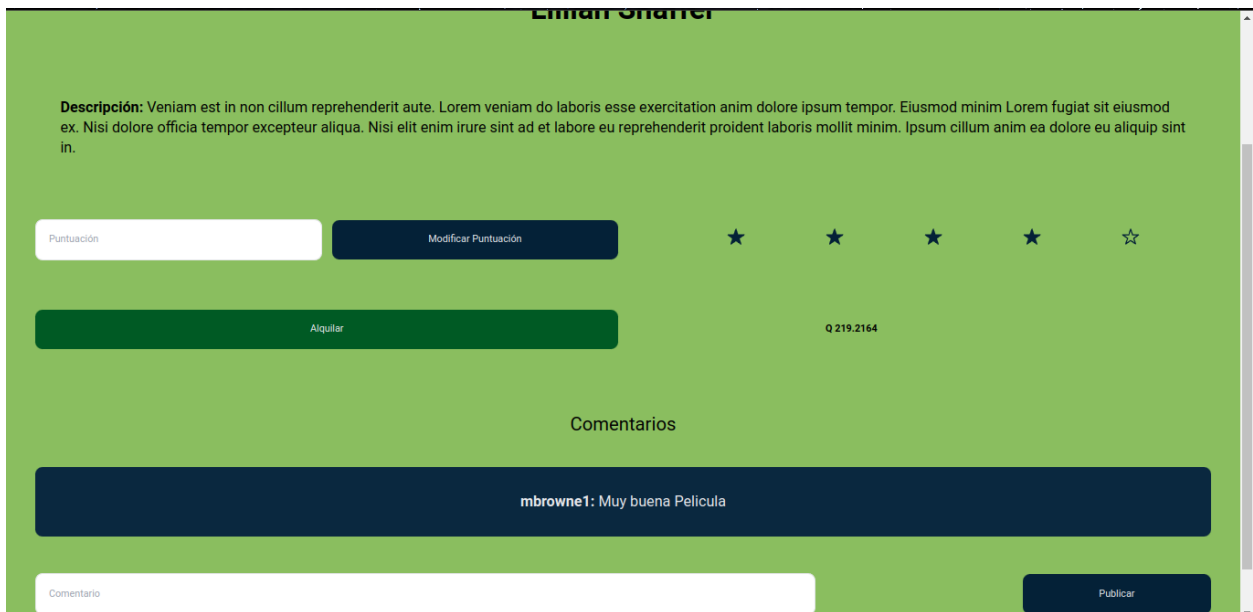 Descripción: Veniam est in non cillum reprehenderit aute. Lorem veniam do laboris esse exercitation anim dolore ipsum tempor. Eiusmod minim Lorem fugiat sit eiusmod
ex. Nisi dolore officia tempor excepteur aliqua. Nisi elit enim irure sint ad et labore eu reprehenderit proident laboris mollit minim. Ipsum cillum anim ea dolore eu aliquip sint
in.
Puntuación
Modificar Puntuación
Alquilar
Q 219.2164
Comentarios
mbrowne1: Muy buena Pelicula
Comentario
Publicar